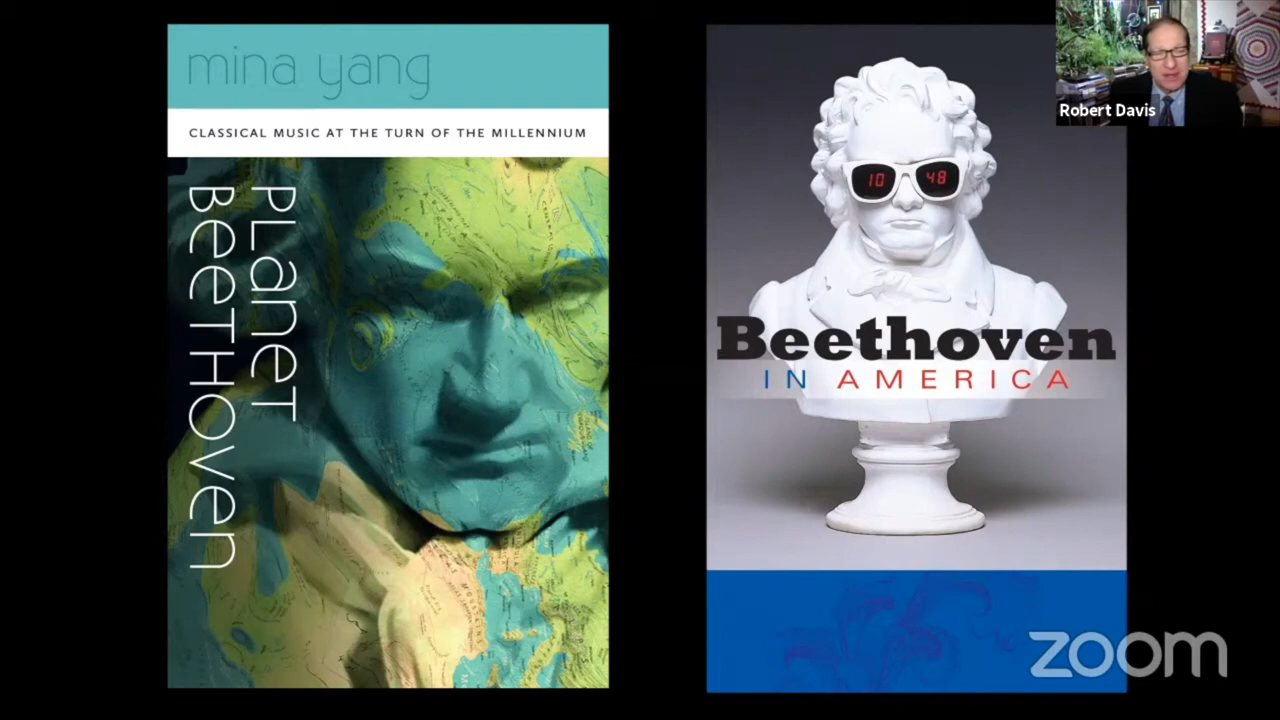 mina yang
CLASSICAL MUSIC AT THE TURN OF THE MILLENNIUM
PLanet
BeeTHoven
10 48
Beethoven
IN AMERICA
Robert Davis
zoom